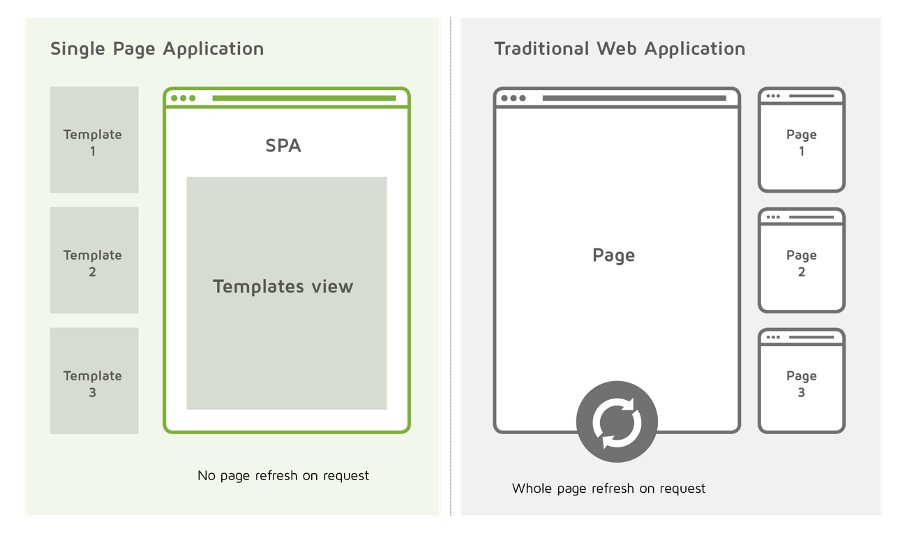 Single Page Application
Template
1
Template
2
Template
3
SPA
Templates view
No page refresh on request
Traditional Web Application
Page
Page
1
Page
2
Page
3
Whole page refresh on request